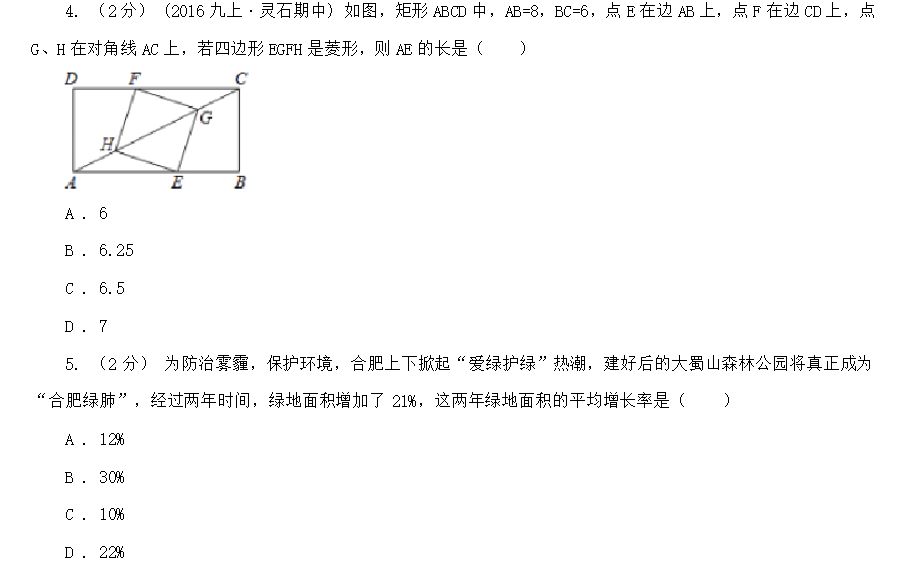 4. （2分） (2016九上·灵石期中) 如图，矩形ABCD中，AB=8，BC=6，点E在边AB上，点F在边CD上，点
G、H在对角线AC上，若四边形EGFH是菱形，则AE的长是（　　）
D F C
G
H
A E B
A . 6
B . 6.25
C . 6.5
D . 7
5. （2分） 为防治雾霾，保护环境，合肥上下掀起“爱绿护绿”热潮，建好后的大蜀山森林公园将真正成为
“合肥绿肺”，经过两年时间，绿地面积增加了 21%，这两年绿地面积的平均增长率是（　　）
A . 12%
B . 30%
C . 10%
D . 22%